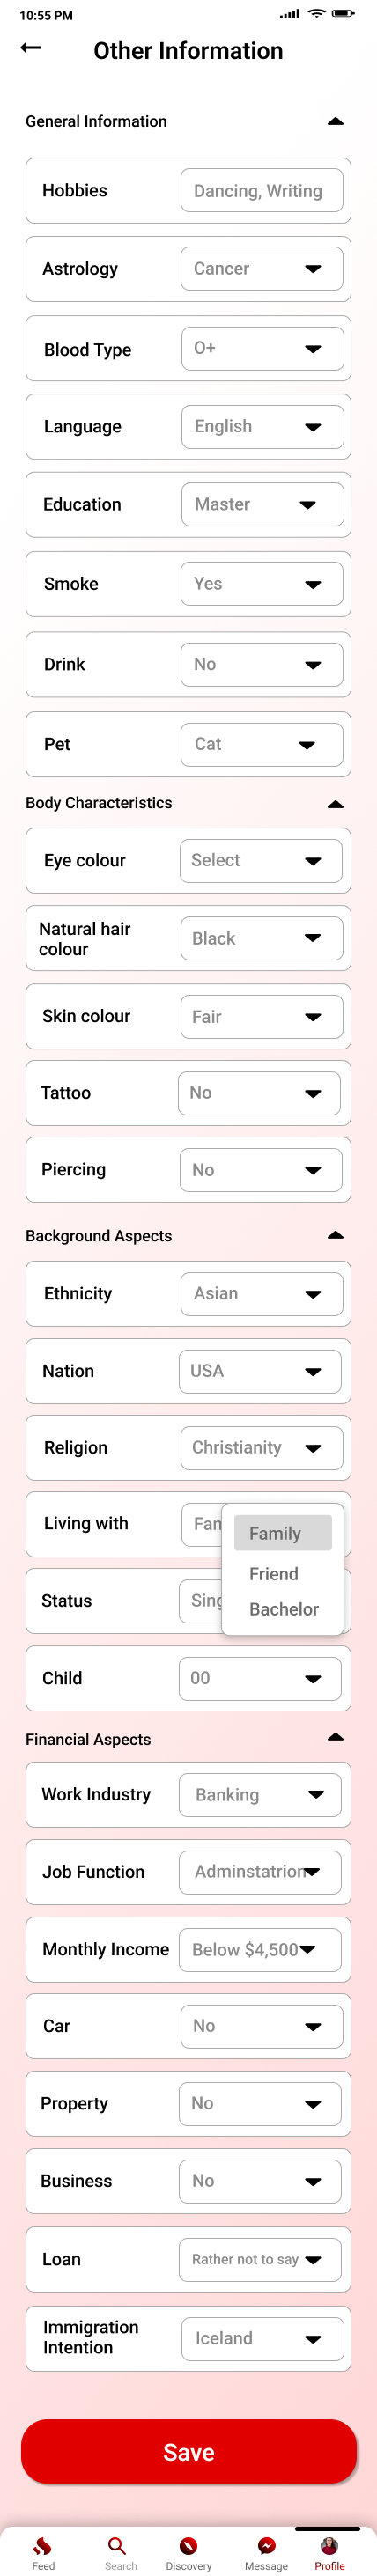 10:55 PM
Other Information
General Information
Hobbies Dancing, Writing
Astrology Cancer
Blood Type O+
Language English
Education Master
Smoke Yes
Drink No
Pet Cat
Body Characteristics
Eye colour Select
Natural hair
colour
Black
Skin colour Fair
Tattoo No
Piercing No
Background Aspects
Ethnicity Asian
Nation USA
Religion Christianity
Living with
Family
Friend
Bachelor
Status
Child 00
Financial Aspects
Work Industry Banking
Job Function Adminstatrion
Monthly Income Below $4,500
Car No
Property No
Business No
Loan Rather not to say
Immigration
Intention
Iceland
Save
Feed Search Discovery Message Profile